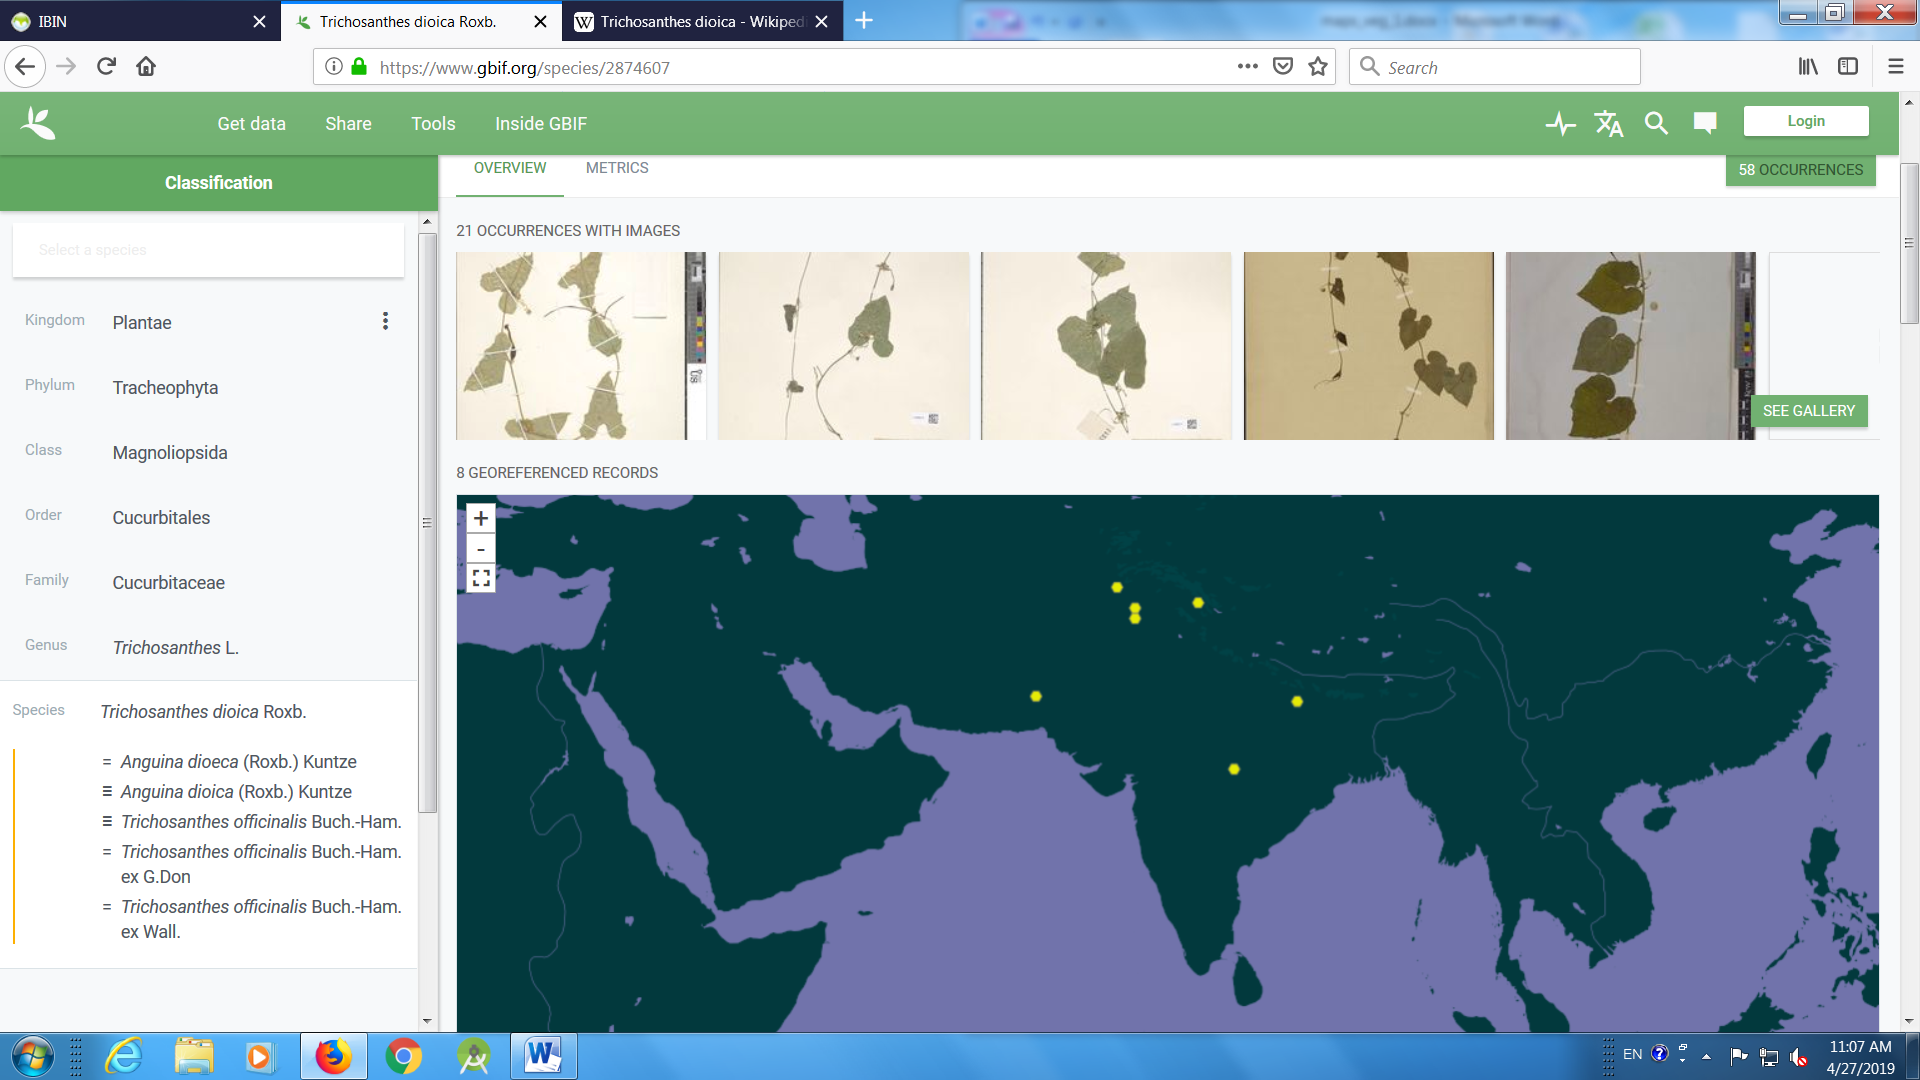 IBIN
Trichosanthes dioica Roxb.
Trichosanthes dioica - Wikiped
https://www.gbif.org/species/2874607
Search
Get data
Share
Tools
Inside GBIF
Login
Classification
OVERVIEW
METRICS
58 OCCURRENCES
Select a species
Kingdom Plantae
Phylum Tracheophyta
Class Magnoliopsida
Order Cucurbitales
Family Cucurbitaceae
Genus Trichosanthes L.
Species Trichosanthes dioica Roxb.
= Anguina dioeca (Roxb.) Kuntze
≡ Anguina dioica (Roxb.) Kuntze
≡ Trichosanthes officinalis Buch.-Ham.
= Trichosanthes officinalis Buch.-Ham.
ex G.Don
= Trichosanthes officinalis Buch.-Ham.
ex Wall.
21 OCCURRENCES WITH IMAGES
US
SEE GALLERY
8 GEOREFERENCED RECORDS
+
-
EN
11:07 AM
4/27/2019